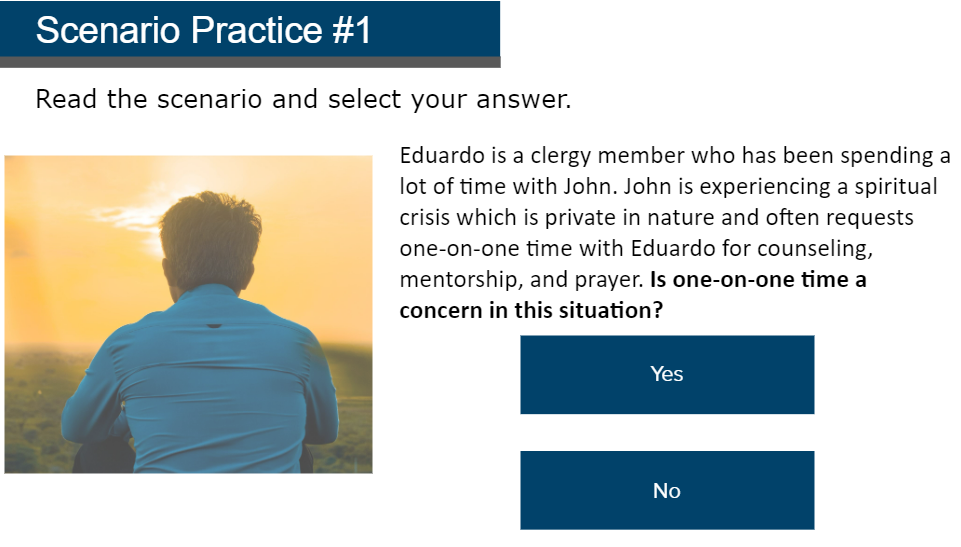 Scenario Practice #1
Read the scenario and select your answer.
Eduardo is a clergy member who has been spending a
lot of time with John. John is experiencing a spiritual
crisis which is private in nature and often requests
one-on-one time with Eduardo for counseling,
mentorship, and prayer. Is one-on-one time a
concern in this situation?
Yes
No